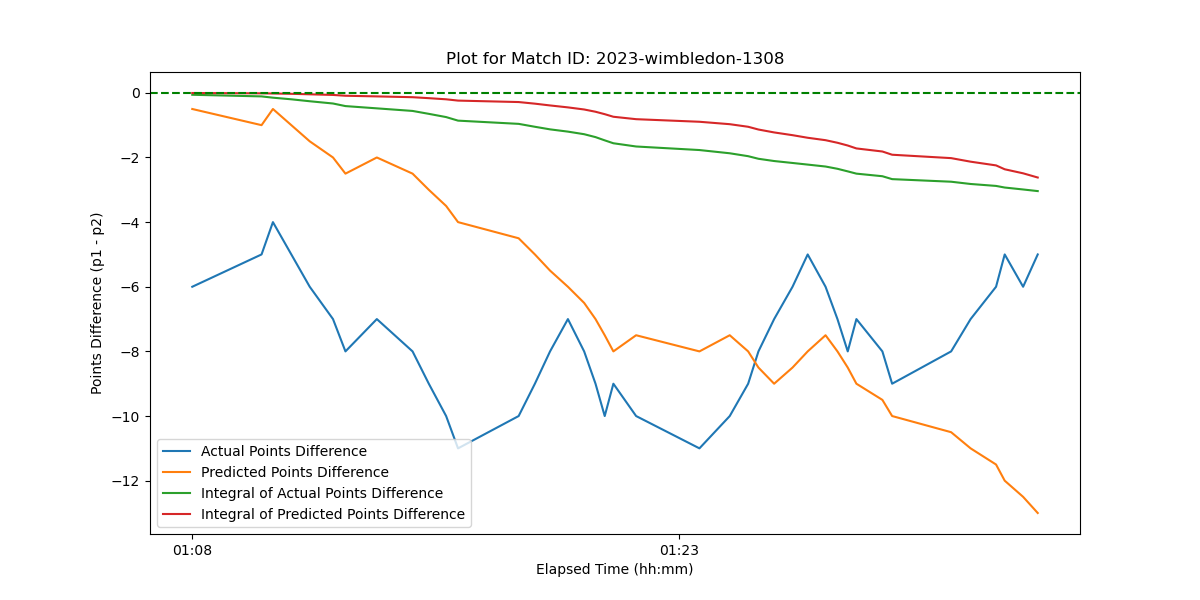 Plot for Match ID: 2023-wimbledon-1308
Points Difference (p1 - p2)
0
−2
−4
−6
−8
−10
−12
Actual Points Difference
Predicted Points Difference
Integral of Actual Points Difference
Integral of Predicted Points Difference
01:08
01:23
Elapsed Time (hh:mm)